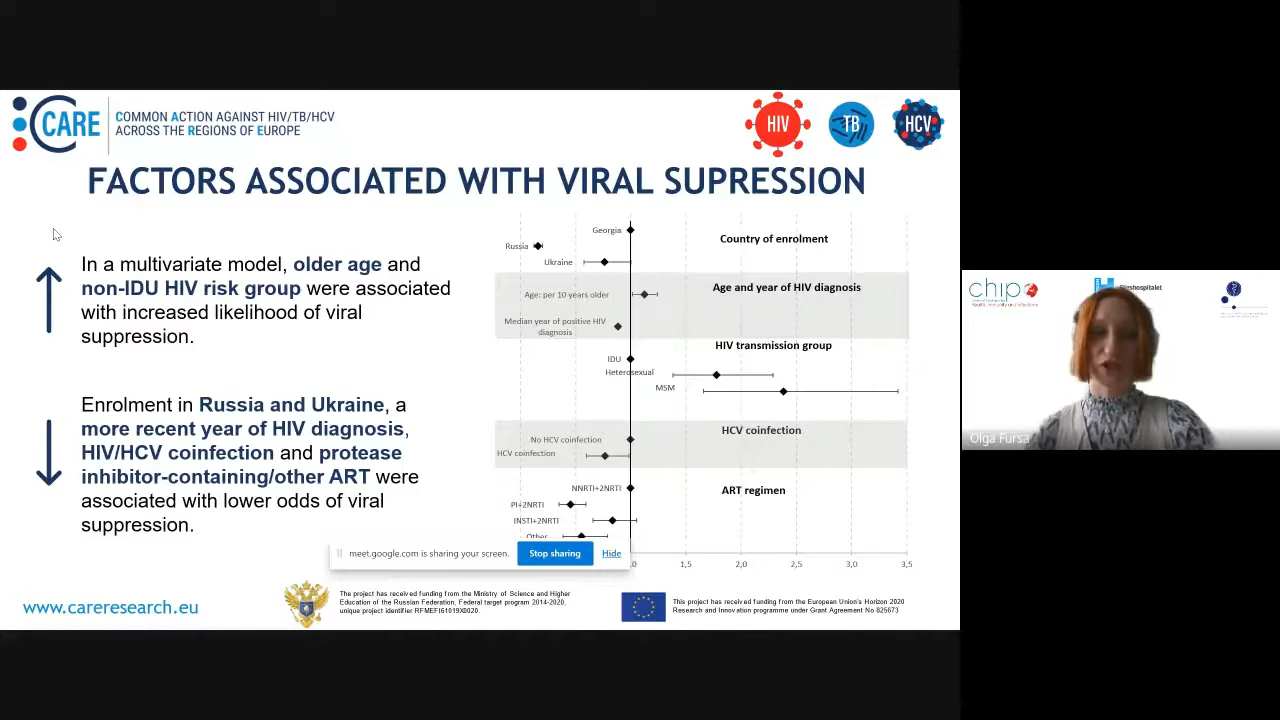 CARE
COMMON ACTION AGAINST HIV/TB/HCV
ACROSS THE REGIONS OF EUROPE
HIV
TB
HCV
FACTORS ASSOCIATED WITH VIRAL SUPRESSION
In a multivariate model, older age and
non-IDU HIV risk group were associated
with increased likelihood of viral
suppression.
Enrolment in Russia and Ukraine, a
more recent year of HIV diagnosis,
HIV/HCV coinfection and protease
inhibitor-containing/other ART were
associated with lower odds of viral
suppression.
Georgia
Country of enrolment
Russia
Ukraine
Age and year of HIV diagnosis
Age: per 10 years older
Median year of positive HIV
diagnosis
HIV transmission group
IDU
Heterosexual
MSM
HCV coinfection
No HCV coinfection
HCV coinfection
NNRTI+2NRTI
ART regimen
PI+2NRTI
INSTI+2NRTI
Other
1,5
2,0
2,5
3,0
3,5
meet.google.com is sharing your screen.
Stop sharing
Hide
www.careresearch.eu
The project has received funding from the Ministry of Science and Higher
Education of the Russian Federation, Federal target program 2014-2020,
unique project identifier RFMEFI61019X0020.
This project has received funding from the European Union's Horizon 2020
Research and Innovation programme under Grant Agreement No 825673
chip
Rigshospitalet
Olga Fursa